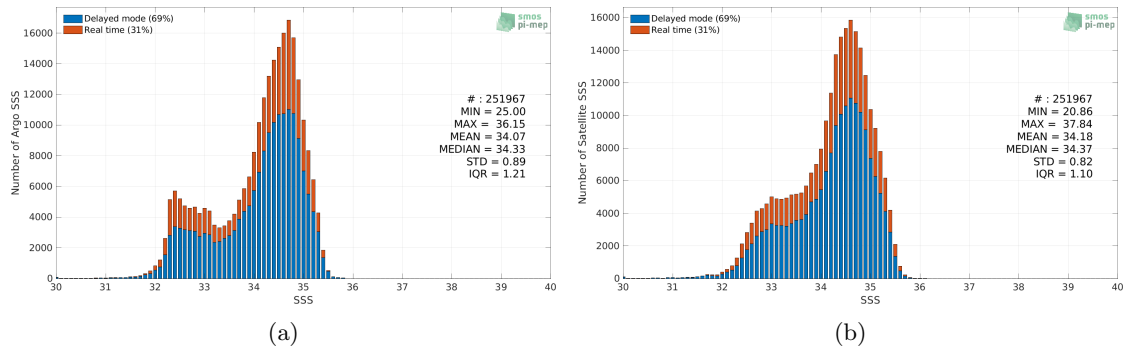 Delayed mode (69%)
Real time (31%)
smos
pi-mep
16000
14000
12000
10000
8000
6000
4000
2000
0
Number of Argo SSS
# : 251967
MIN = 25.00
MAX = 36.15
MEAN = 34.07
MEDIAN = 34.33
STD = 0.89
IQR = 1.21
30 31 32 33 34 35 36 37 38 39 40
SSS
(a)
Delayed mode (69%)
Real time (31%)
smos
pi-mep
16000
14000
12000
10000
8000
6000
4000
2000
0
Number of Satellite SSS
# : 251967
MIN = 20.86
MAX = 37.84
MEAN = 34.18
MEDIAN = 34.37
STD = 0.82
IQR = 1.10
30 31 32 33 34 35 36 37 38 39 40
SSS
(b)